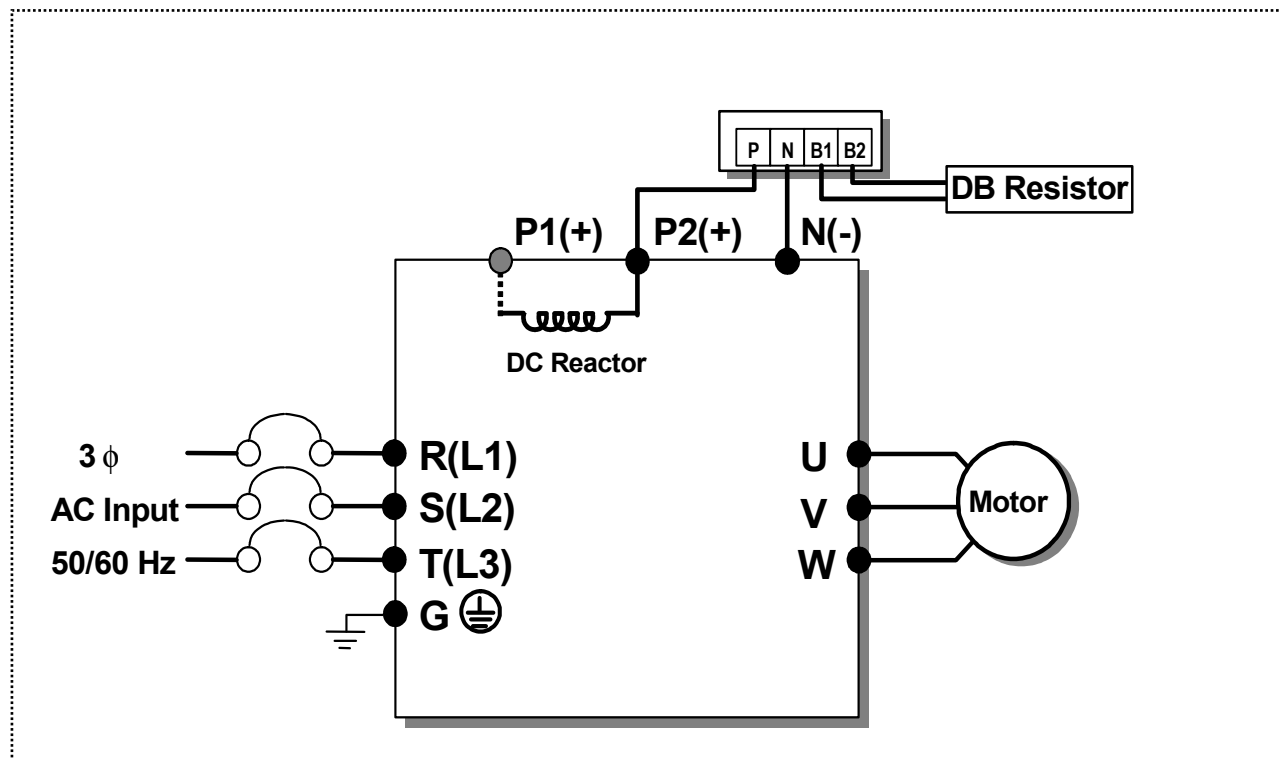 P N B1 B2
DB Resistor
P1(+) P2(+) N(-)
DC Reactor
3 ϕ
AC Input
50/60 Hz
R(L1)
S(L2)
T(L3)
G
U
V
W
Motor